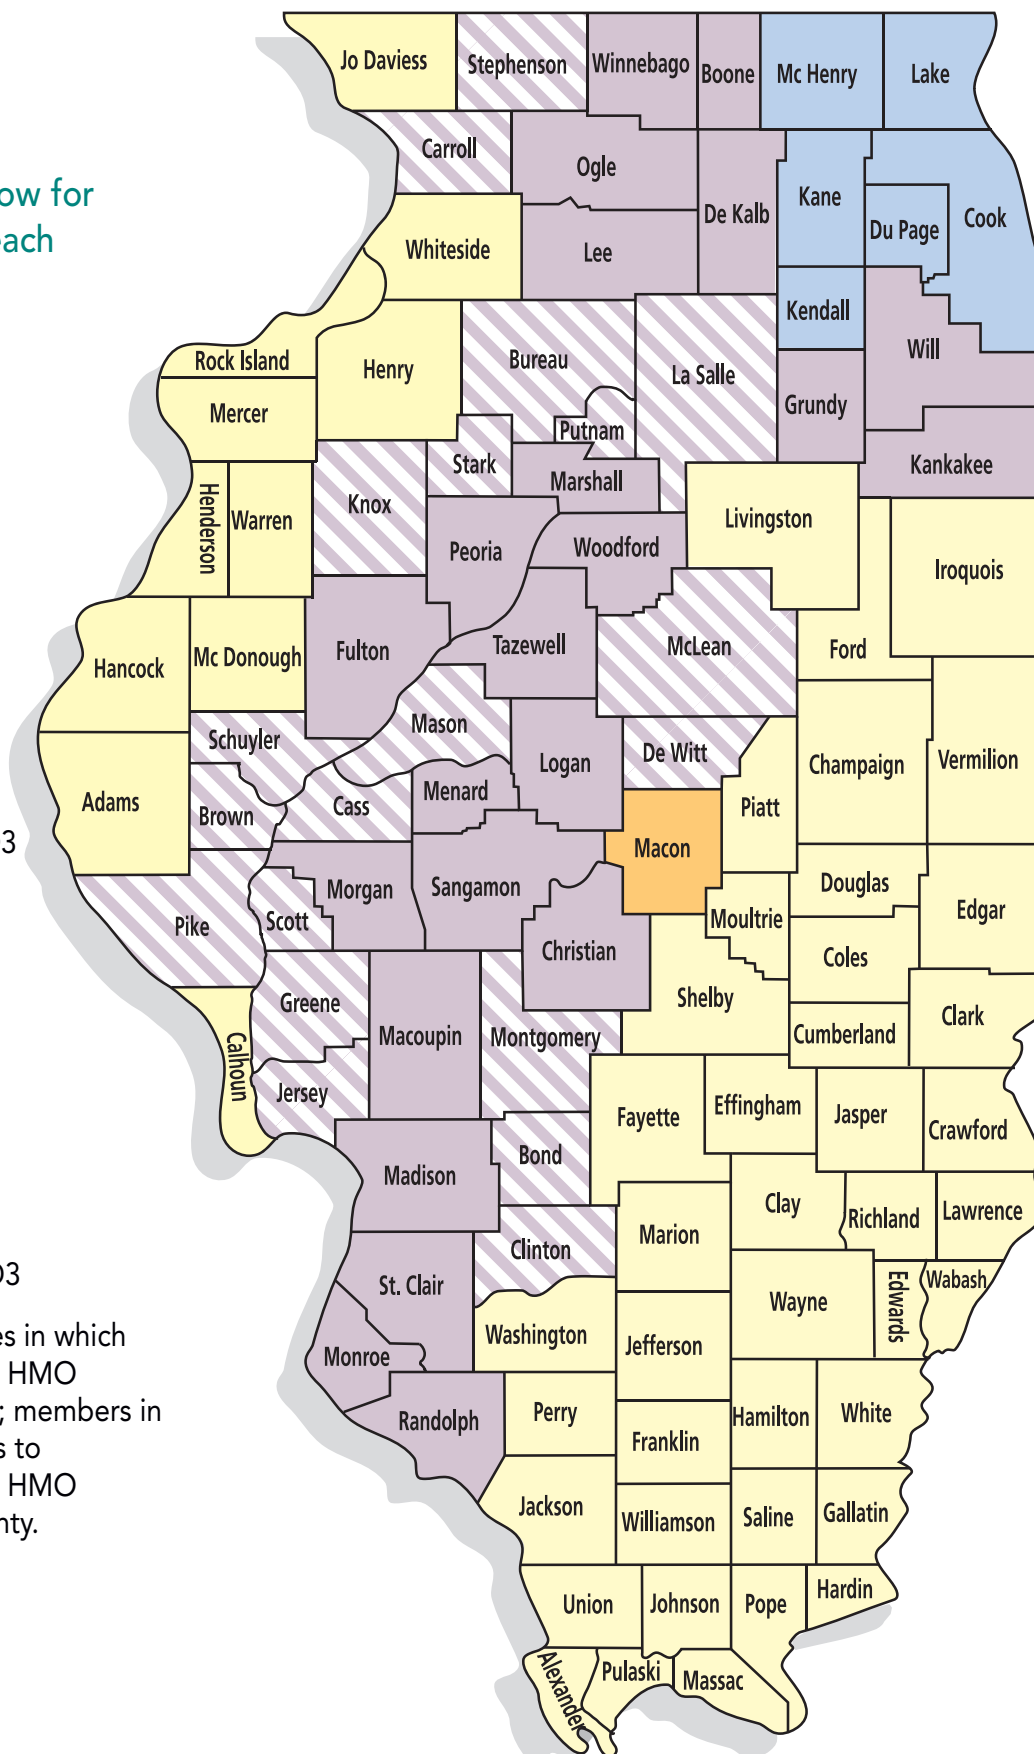 Jo Daviess
Stephenson
Winnebago
Boone
Mc Henry
Lake
Carroll
Ogle
ow for
De Kalb
Kane
Cook
each
Whiteside
Lee
Du Page
Kendall
Will
Rock Island
Henry
Bureau
La Salle
Mercer
Grundy
Putnam
Stark
Marshall
Kankakee
Henderson
Warren
Knox
Livingston
Peoria
Woodford
Iroquois
Hancock
Mc Donough
Fulton
Tazewell
McLean
Ford
Schuyler
Mason
De Witt
Logan
Champaign
Vermilion
Adams
Brown
Cass
Menard
Piatt
03
Macon
Pike
Scott
Morgan
Sangamon
Moultrie
Douglas
Edgar
Christian
Coles
Greene
Shelby
Calhoun
Macoupin
Montgomery
Cumberland
Clark
Jersey
Fayette
Effingham
Jasper
Crawford
Madison
Bond
Clay
Richland
Lawrence
Clinton
Marion
O3
St. Clair
Wayne
Edwards
Wabash
es in which
Washington
Jefferson
HMO
Monroe
; members in
Randolph
Perry
Hamilton
White
s to
Franklin
HMO
nty.
Jackson
Williamson
Saline
Gallatin
Union
Johnson
Pope
Hardin
Alexander
Pulaski
Massac